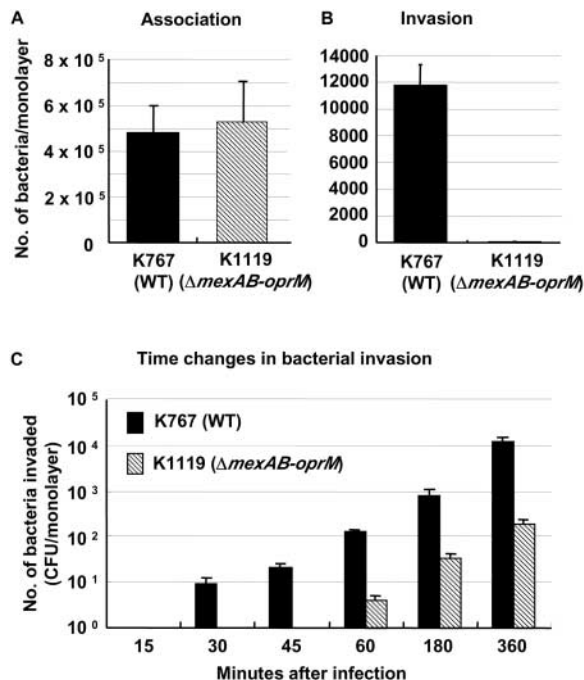 A Association
No. of bacteria/monolayer
8 x 10 5
6 x 10 5
4 x 10 5
2 x 10 5
0
K767 K1119
(WT) (ΔmexAB-oprM)
B Invasion
14000
12000
10000
8000
6000
4000
2000
0
K767 K1119
(WT) (ΔmexAB-oprM)
C Time changes in bacterial invasion
No. of bacteria invaded
(CFU/monolayer)
10 5
10 4
10 3
10 2
10 1
10 0
K767 (WT)
K1119 (ΔmexAB-oprM)
15 30 45 60 180 360
Minutes after infection